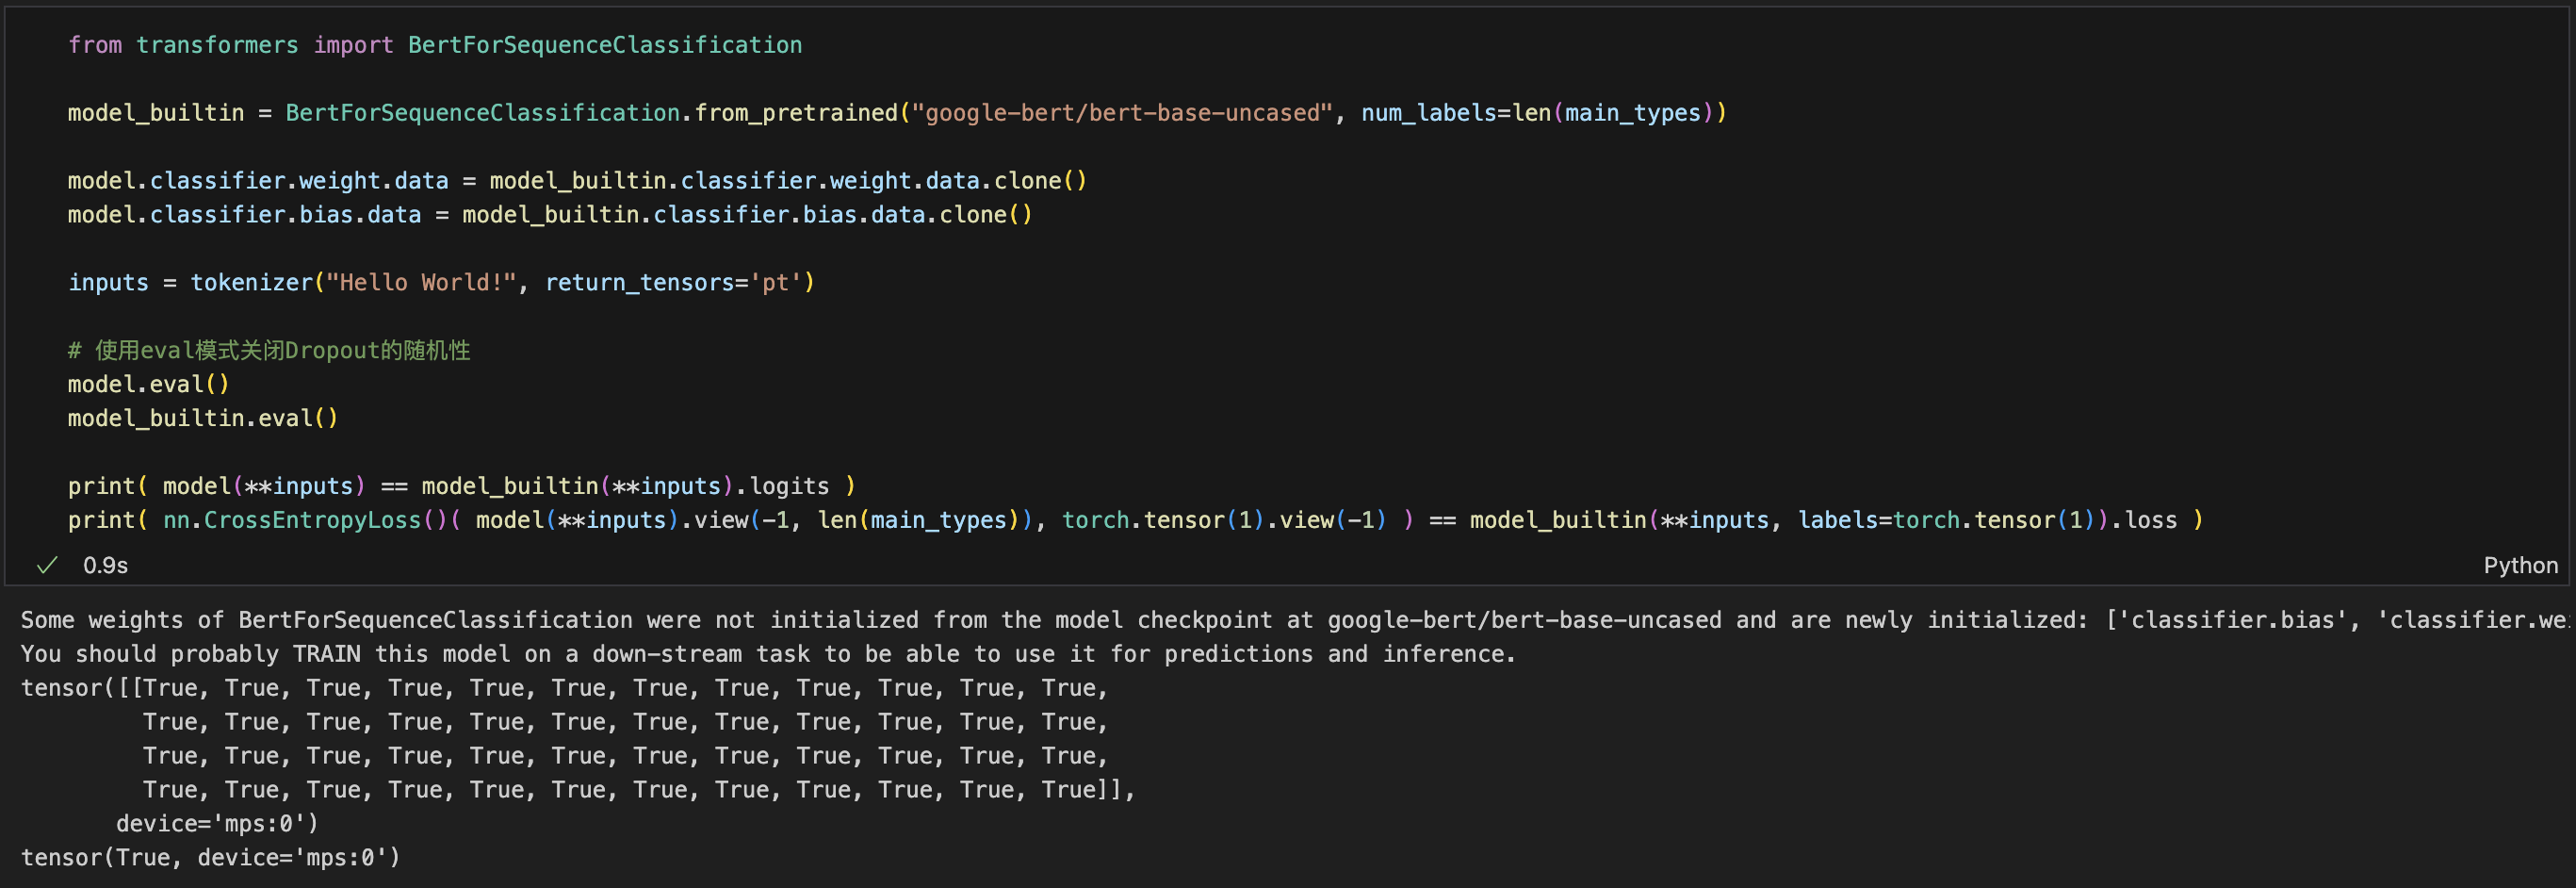 from transformers import BertForSequenceClassification
model_builtin = BertForSequenceClassification.from_pretrained("google-bert/bert-base-uncased", num_labels=len(main_types))
model.classifier.weight.data = model_builtin.classifier.weight.data.clone()
model.classifier.bias.data = model_builtin.classifier.bias.data.clone()
inputs = tokenizer("Hello World!", return_tensors='pt')
# 使用eval模式关闭Dropout的随机性
model.eval()
model_builtin.eval()
print( model(**inputs) == model_builtin(**inputs).logits )
print( nn.CrossEntropyLoss()( model(**inputs).view(-1, len(main_types)), torch.tensor(1).view(-1) ) == model_builtin(**inputs, labels=torch.tensor(1)).loss )
✓ 0.9s Python
Some weights of BertForSequenceClassification were not initialized from the model checkpoint at google-bert/bert-base-uncased and are newly initialized: ['classifier.bias', 'classifier.we
You should probably TRAIN this model on a down-stream task to be able to use it for predictions and inference.
tensor([[True, True, True, True, True, True, True, True, True, True, True, True,
True, True, True, True, True, True, True, True, True, True, True, True,
True, True, True, True, True, True, True, True, True, True, True, True,
True, True, True, True, True, True, True, True, True, True, True, True]],
device='mps:0')
tensor(True, device='mps:0')